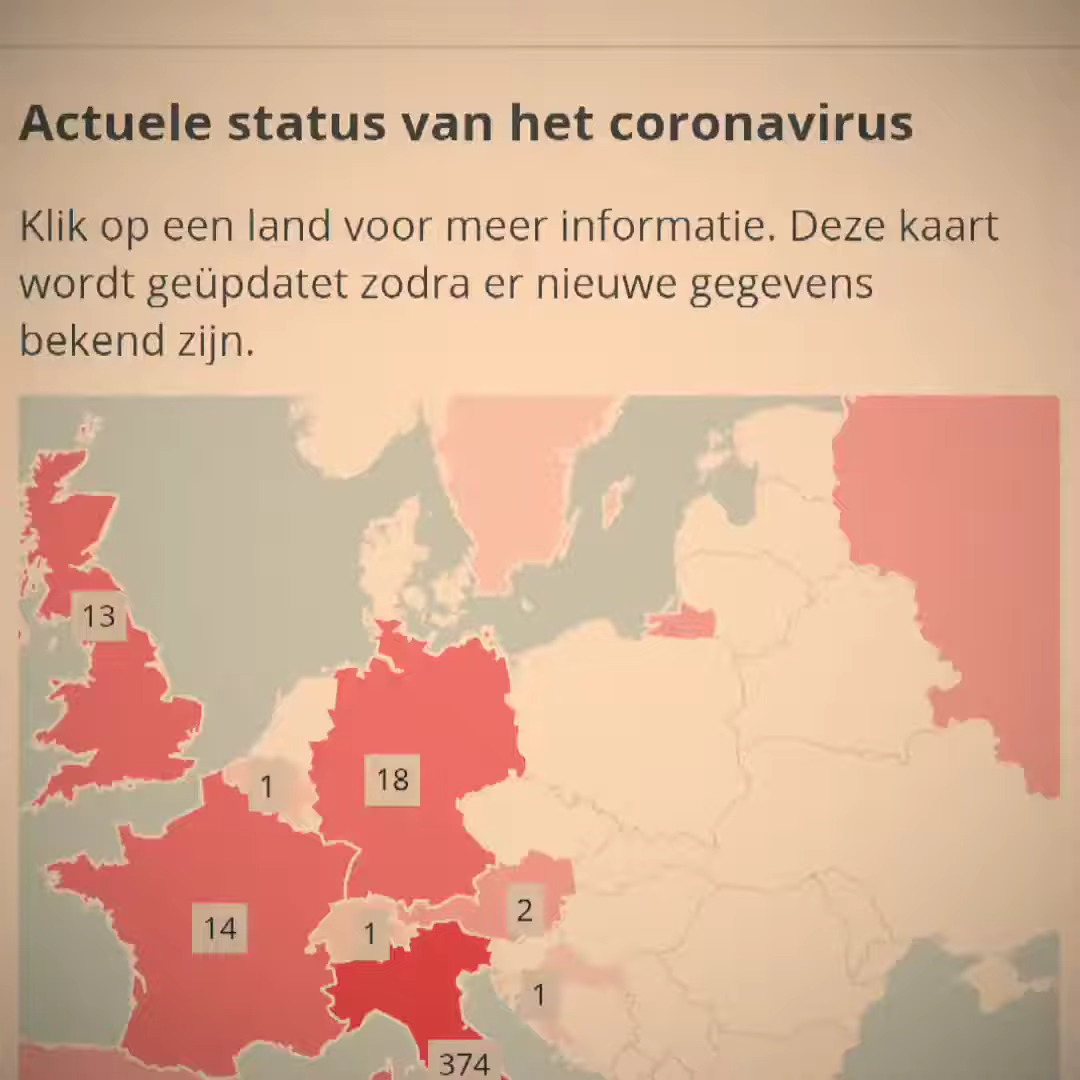 Actuele status van het coronavirus
Klik op een land voor meer informatie. Deze kaart
wordt geüpdatet zodra er nieuwe gegevens
bekend zijn.
13
1
18
2
14
1
1
374